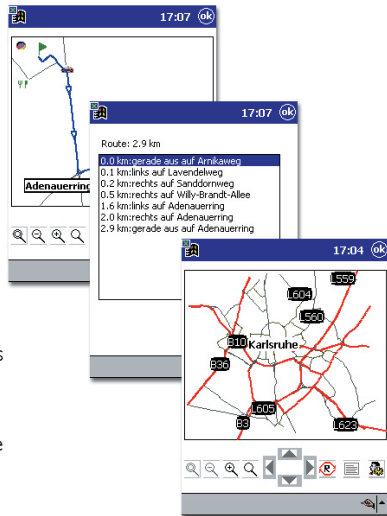 17:07 ok
Adenauerring
17:07 ok
Route: 2.9 km
0.0 km:gerade aus auf Arnikaweg
0.1 km:links auf Lavendelweg
0.2 km:rechts auf Sanddornweg
0.5 km:rechts auf Willy-Brandt-Allee
1.6 km:links auf Adenauerring
2.0 km:rechts auf Adenauerring
2.9 km:gerade aus auf Adenauerring
17:04 ok
L559
L604
L560
B10 Karlsruhe
B36
L605
B3
L623
R
s
e